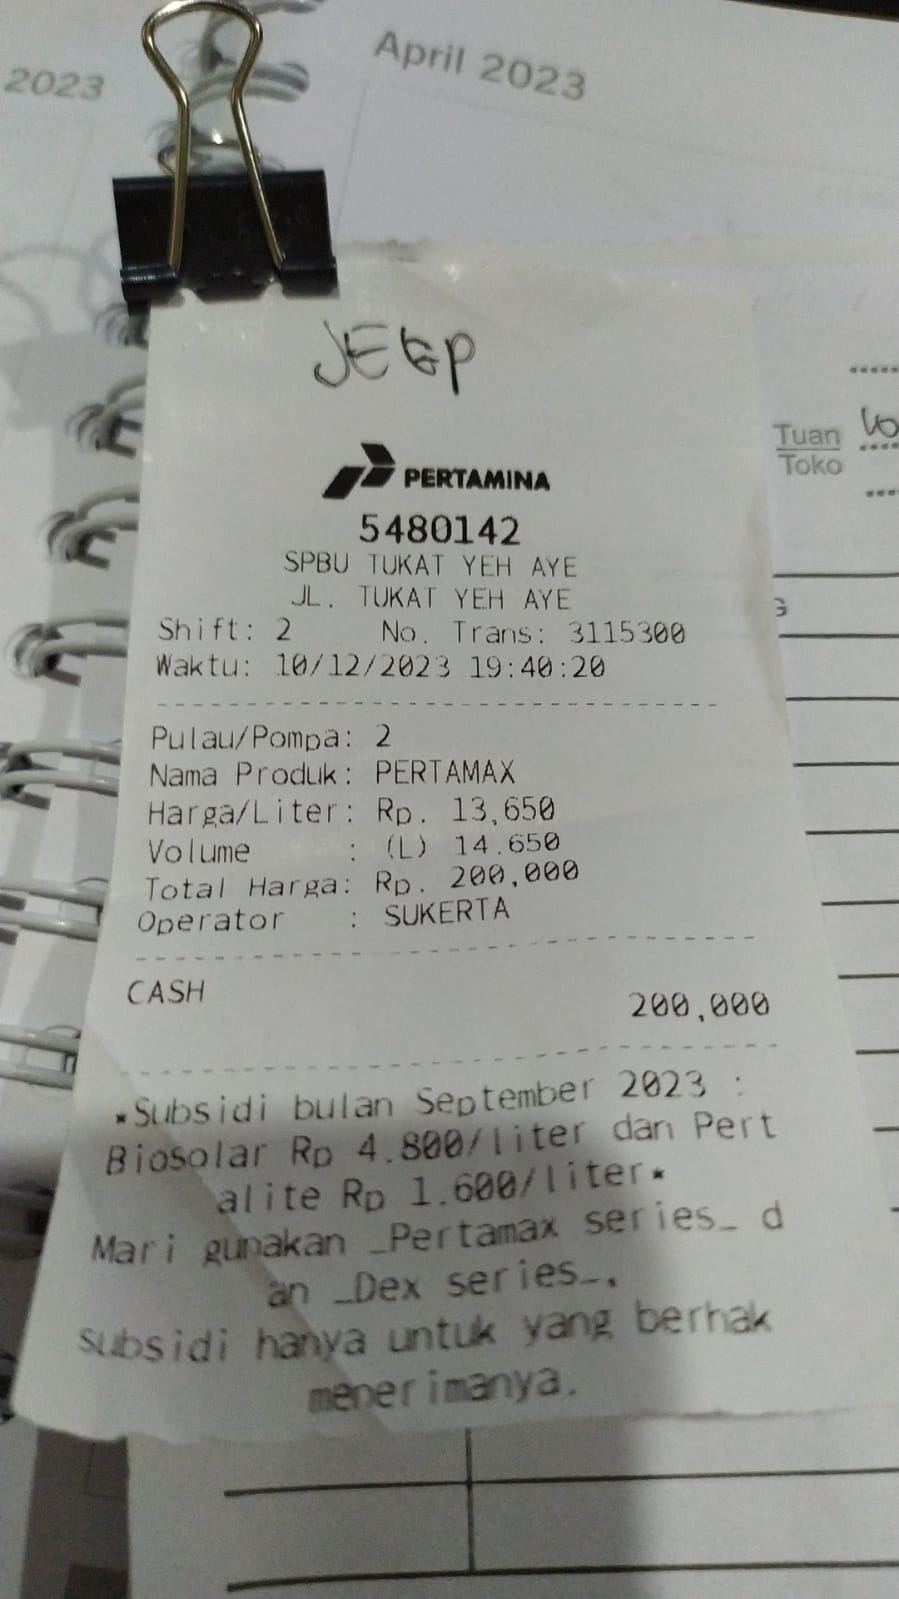 2023
April 2023
JEEP
PERTAMINA
5480142
SPBU TUKAT YEH AYE
JL. TUKAT YEH AYE
Shift: 2 No. Trans: 3115300
Waktu: 10/12/2023 19:40:20
Pulau/Pompa: 2
Nama Produk: PERTAMAX
Harga/Liter: Rp. 13,650
Volume : (L) 14.650
Total Harga: Rp. 200,000
Operator : SUKERTA
CASH
200,000
*Subsidi bulan September 2023 :
Biosolar Rp 4.800/liter dan Pert
alite Rp 1.600/liter*
Mari gunakan _Pertamax series_ d
an _Dex series_.
subsidi hanya untuk yang berhak
menerimanya.
Tuan
Toko
G